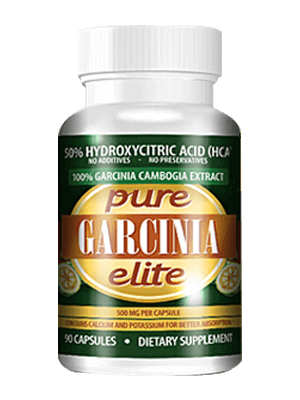 50% HYDROXYCITRIC ACID (HCA
NO ADDITIVES - NO PRESERVATIVES
100% GARCINIA CAMBOGIA EXTRACT
pure
GARCINIA
elite
500 MG PER CAPSULE
CONTAINS CALCIUM AND POTASSIUM FOR BETTER ABSORPTION
90 CAPSULES • DIETARY SUPPLEMENT